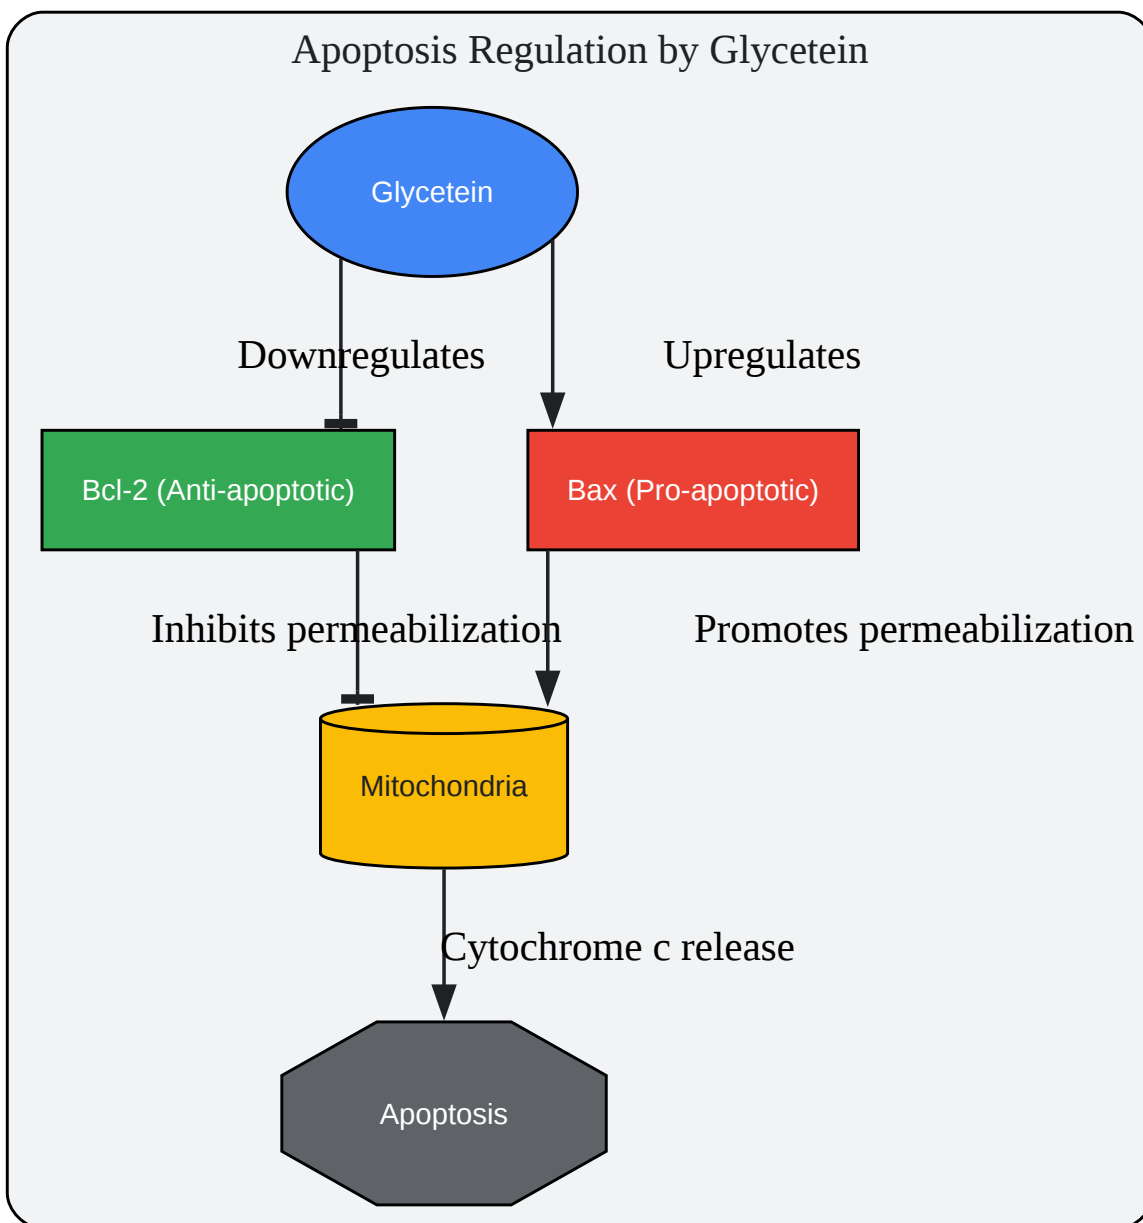 Apoptosis Regulation by Glycetein
Glycetein
Downregulates
Upregulates
Bcl-2 (Anti-apoptotic)
Bax (Pro-apoptotic)
Inhibits permeabilization
Promotes permeabilization
Mitochondria
Cytochrome c release
Apoptosis